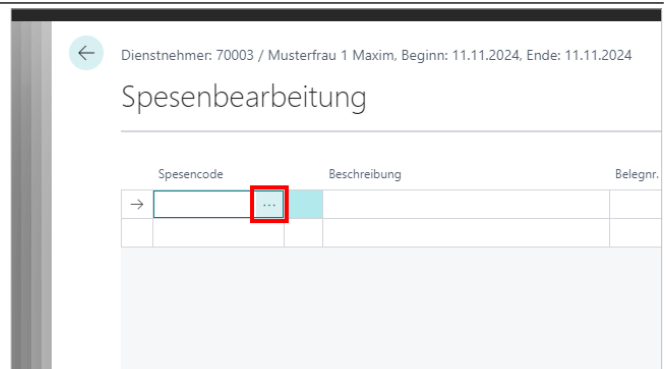 Dienstnehmer: 70003 / Musterfrau 1 Maxim, Beginn: 11.11.2024, Ende: 11.11.2024
Spesenbearbeitung
Spesencode Beschreibung Belegnr.